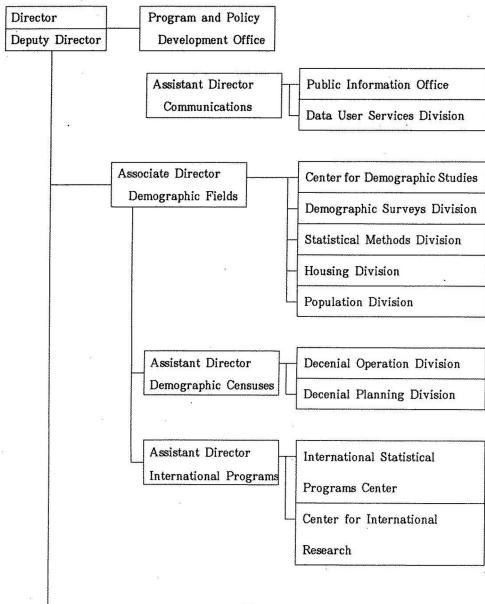 Director
Deputy Director
Program and Policy
Development Office
Assistant Director
Communications
Public Information Office
Data User Services Division
Associate Director
Demographic Fields
Center for Demographic Studies
Demographic Surveys Division
Statistical Methods Division
Housing Division
Population Division
Assistant Director
Demographic Censuses
Decenial Operation Division
Decenial Planning Division
Assistant Director
International Programs
International Statistical
Programs Center
Center for International
Research